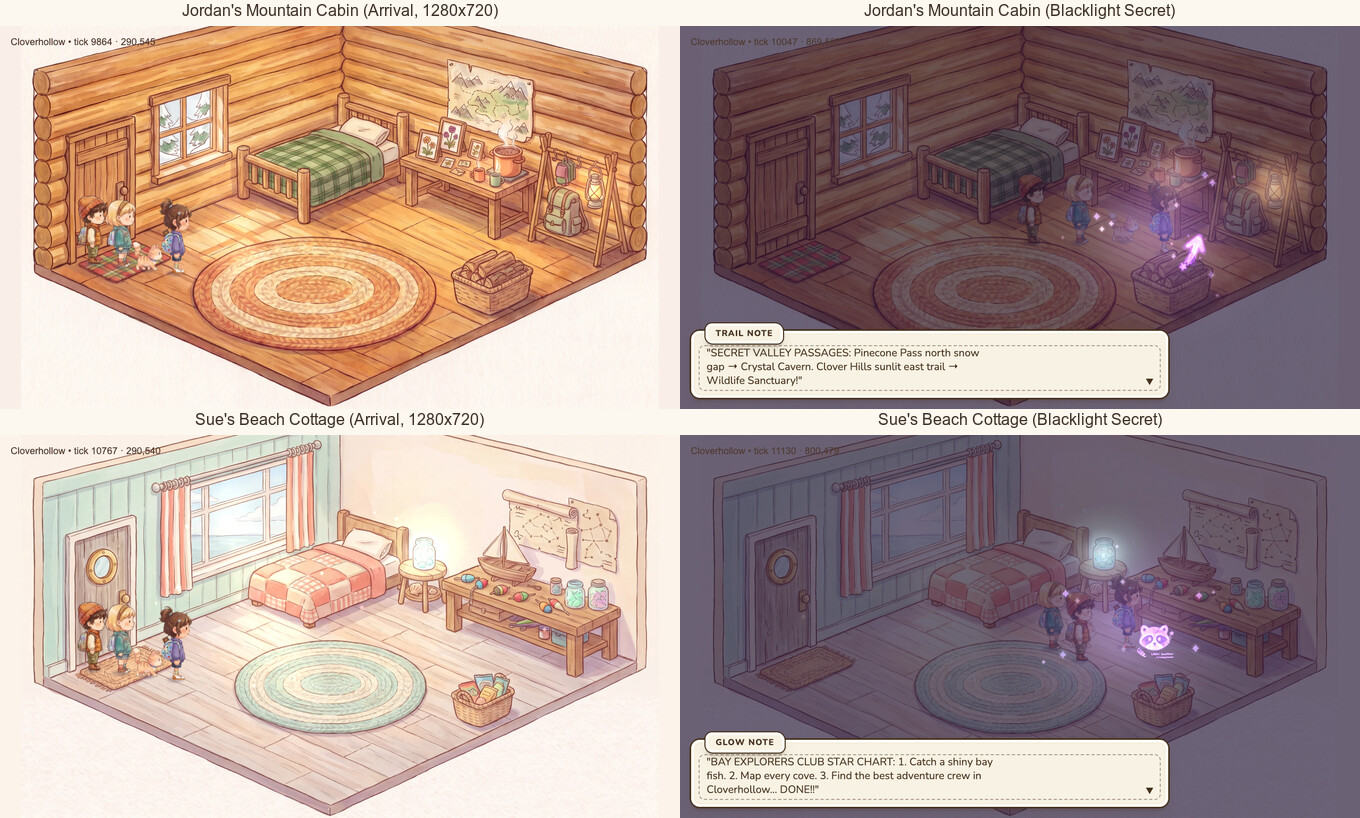 Jordan's Mountain Cabin (Arrival, 1280x720)
Jordan's Mountain Cabin (Blacklight Secret)
Cloverhollow • tick 9864 · 290,545
Cloverhollow • tick 10047 · 869,
TRAIL NOTE
"SECRET VALLEY PASSAGES: Pinecone Pass north snow
gap → Crystal Cavern. Clover Hills sunlit east trail →
Wildlife Sanctuary!"
Sue's Beach Cottage (Arrival, 1280x720)
Sue's Beach Cottage (Blacklight Secret)
Cloverhollow • tick 10767 · 290,540
Cloverhollow • tick 11130 · 800,479
GLOW NOTE
"BAY EXPLORERS CLUB STAR CHART: 1. Catch a shiny bay
fish. 2. Map every cove. 3. Find the best adventure crew in
Cloverhollow... DONE!!"